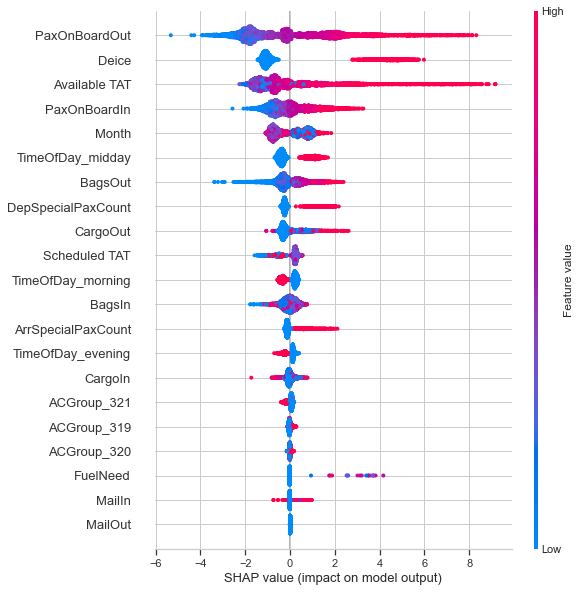 High
PaxOnBoardOut
Deice
Available TAT
PaxOnBoardIn
Month
TimeOfDay_midday
BagsOut
DepSpecialPaxCount
CargoOut
Scheduled TAT
TimeOfDay_morning
BagsIn
ArrSpecialPaxCount
TimeOfDay_evening
CargoIn
ACGroup_321
ACGroup_319
ACGroup_320
FuelNeed
MailIn
MailOut
Feature value
Low
−6 −4 −2 0 2 4 6 8
SHAP value (impact on model output)